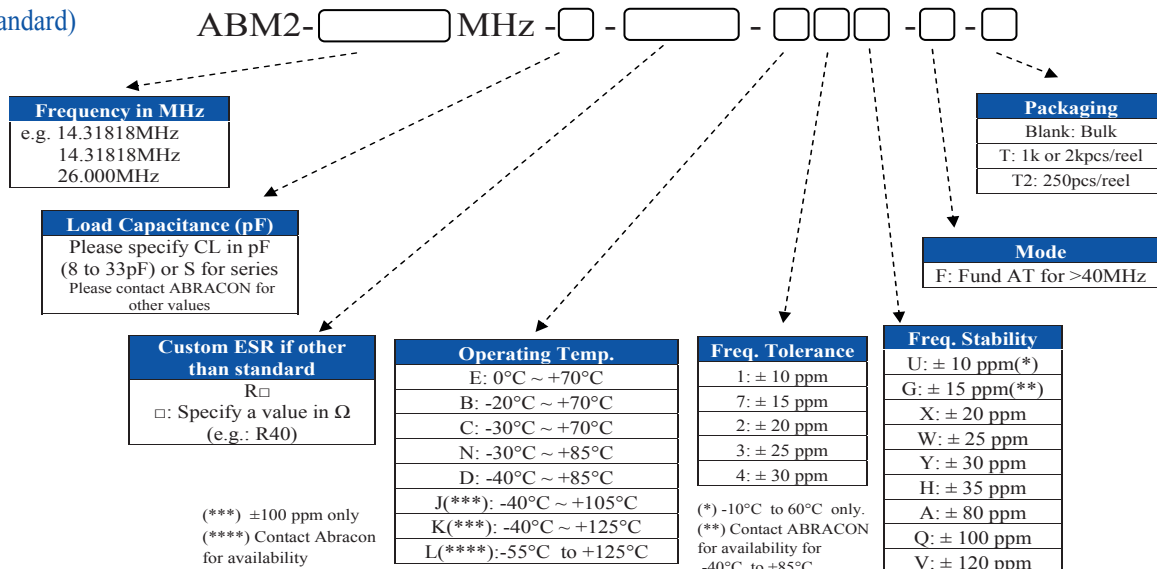 andard)
ABM2- MHz - - - - -
Frequency in MHz
e.g. 14.31818MHz
14.31818MHz
26.000MHz
Packaging
Blank: Bulk
T: 1k or 2kpcs/reel
T2: 250pcs/reel
Load Capacitance (pF)
Please specify CL in pF
(8 to 33pF) or S for series
Please contact ABRACON for
other values
Mode
F: Fund AT for >40MHz
Custom ESR if other
than standard
R□
□: Specify a value in Ω
(e.g.: R40)
(***) ±100 ppm only
(****) Contact Abracon
for availability
Operating Temp.
E: 0°C ~ +70°C
B: -20°C ~ +70°C
C: -30°C ~ +70°C
N: -30°C ~ +85°C
D: -40°C ~ +85°C
J(***): -40°C ~ +105°C
K(***): -40°C ~ +125°C
L(****):-55°C to +125°C
Freq. Tolerance
1: ± 10 ppm
7: ± 15 ppm
2: ± 20 ppm
3: ± 25 ppm
4: ± 30 ppm
(*) -10°C to 60°C only.
(**) Contact ABRACON
for availability for
-40°C to +85°C
Freq. Stability
U: ± 10 ppm(*)
G: ± 15 ppm(**)
X: ± 20 ppm
W: ± 25 ppm
Y: ± 30 ppm
H: ± 35 ppm
A: ± 80 ppm
Q: ± 100 ppm
V: ± 120 ppm